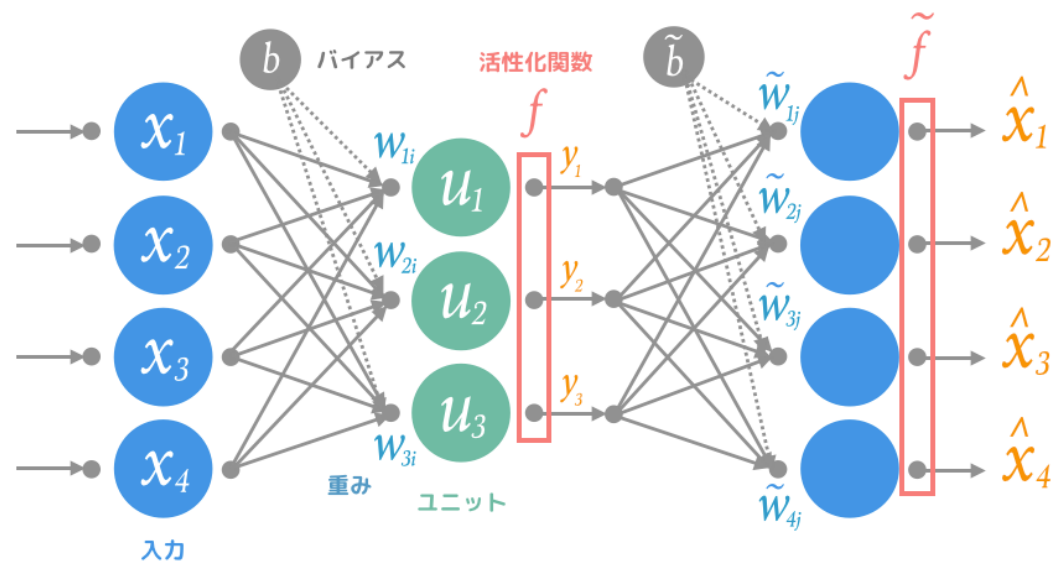 b バイアス
活性化関数
f
b̃
f̃
x₁
x₂
x₃
x₄
入力
w₁ᵢ
w₂ᵢ
w₃ᵢ
重み
u₁
u₂
u₃
ユニット
y₁
y₂
y₃
w̃₁ⱼ
w̃₂ⱼ
w̃₃ⱼ
w̃₄ⱼ
x̂₁
x̂₂
x̂₃
x̂₄